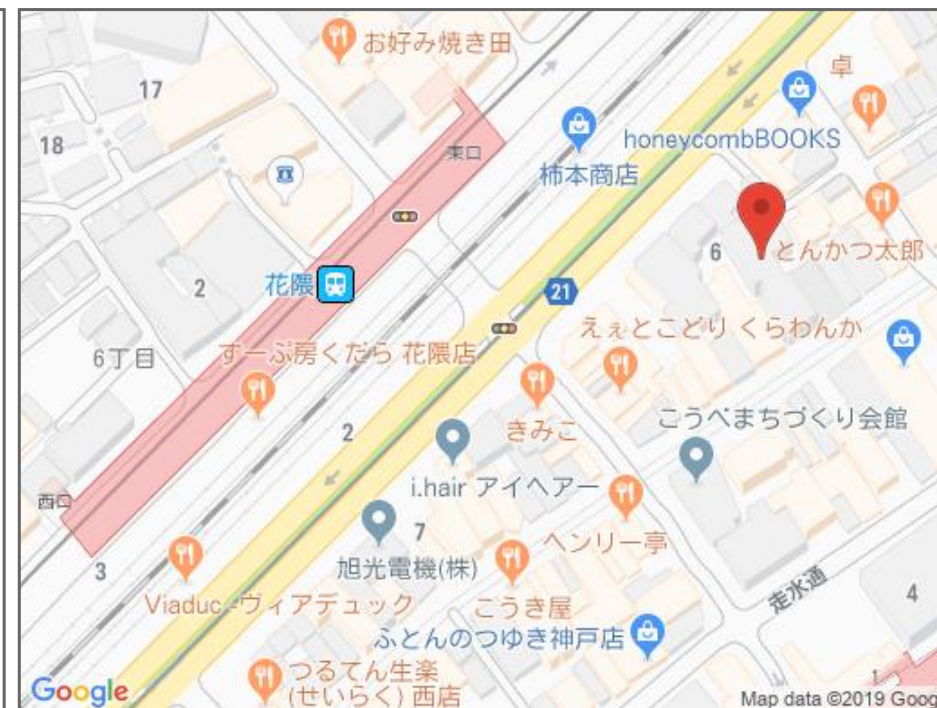 お好み焼き田
17
卓
18
東口
柿本商店
honeycombBOOKS
6
とんかつ太郎
花隈
2
21
えぇとこどり くらわんか
6丁目
すーぷ房くだら 花隈店
きみこ
こうべまちづくり会館
2
i.hair アイヘアー
西口
7
ヘンリー亭
旭光電機(株)
3
走水通
4
Viaduc -ヴィアデュック
こうき屋
ふとんのつゆき神戸店
つるてん生楽
(せいらく) 西店
1
Google
Map data ©2019 Goog